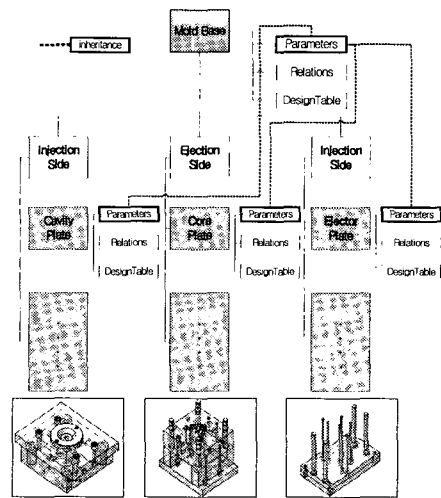 inheritance
Mold Base
Parameters
Relations
DesignTable
Injection
Side
Ejection
Side
Injection
Side
Cavity
Plate
Parameters
Relations
DesignTable
Core
Plate
Parameters
Relations
DesignTable
Ejector
Plate
Parameters
Relations
DesignTable